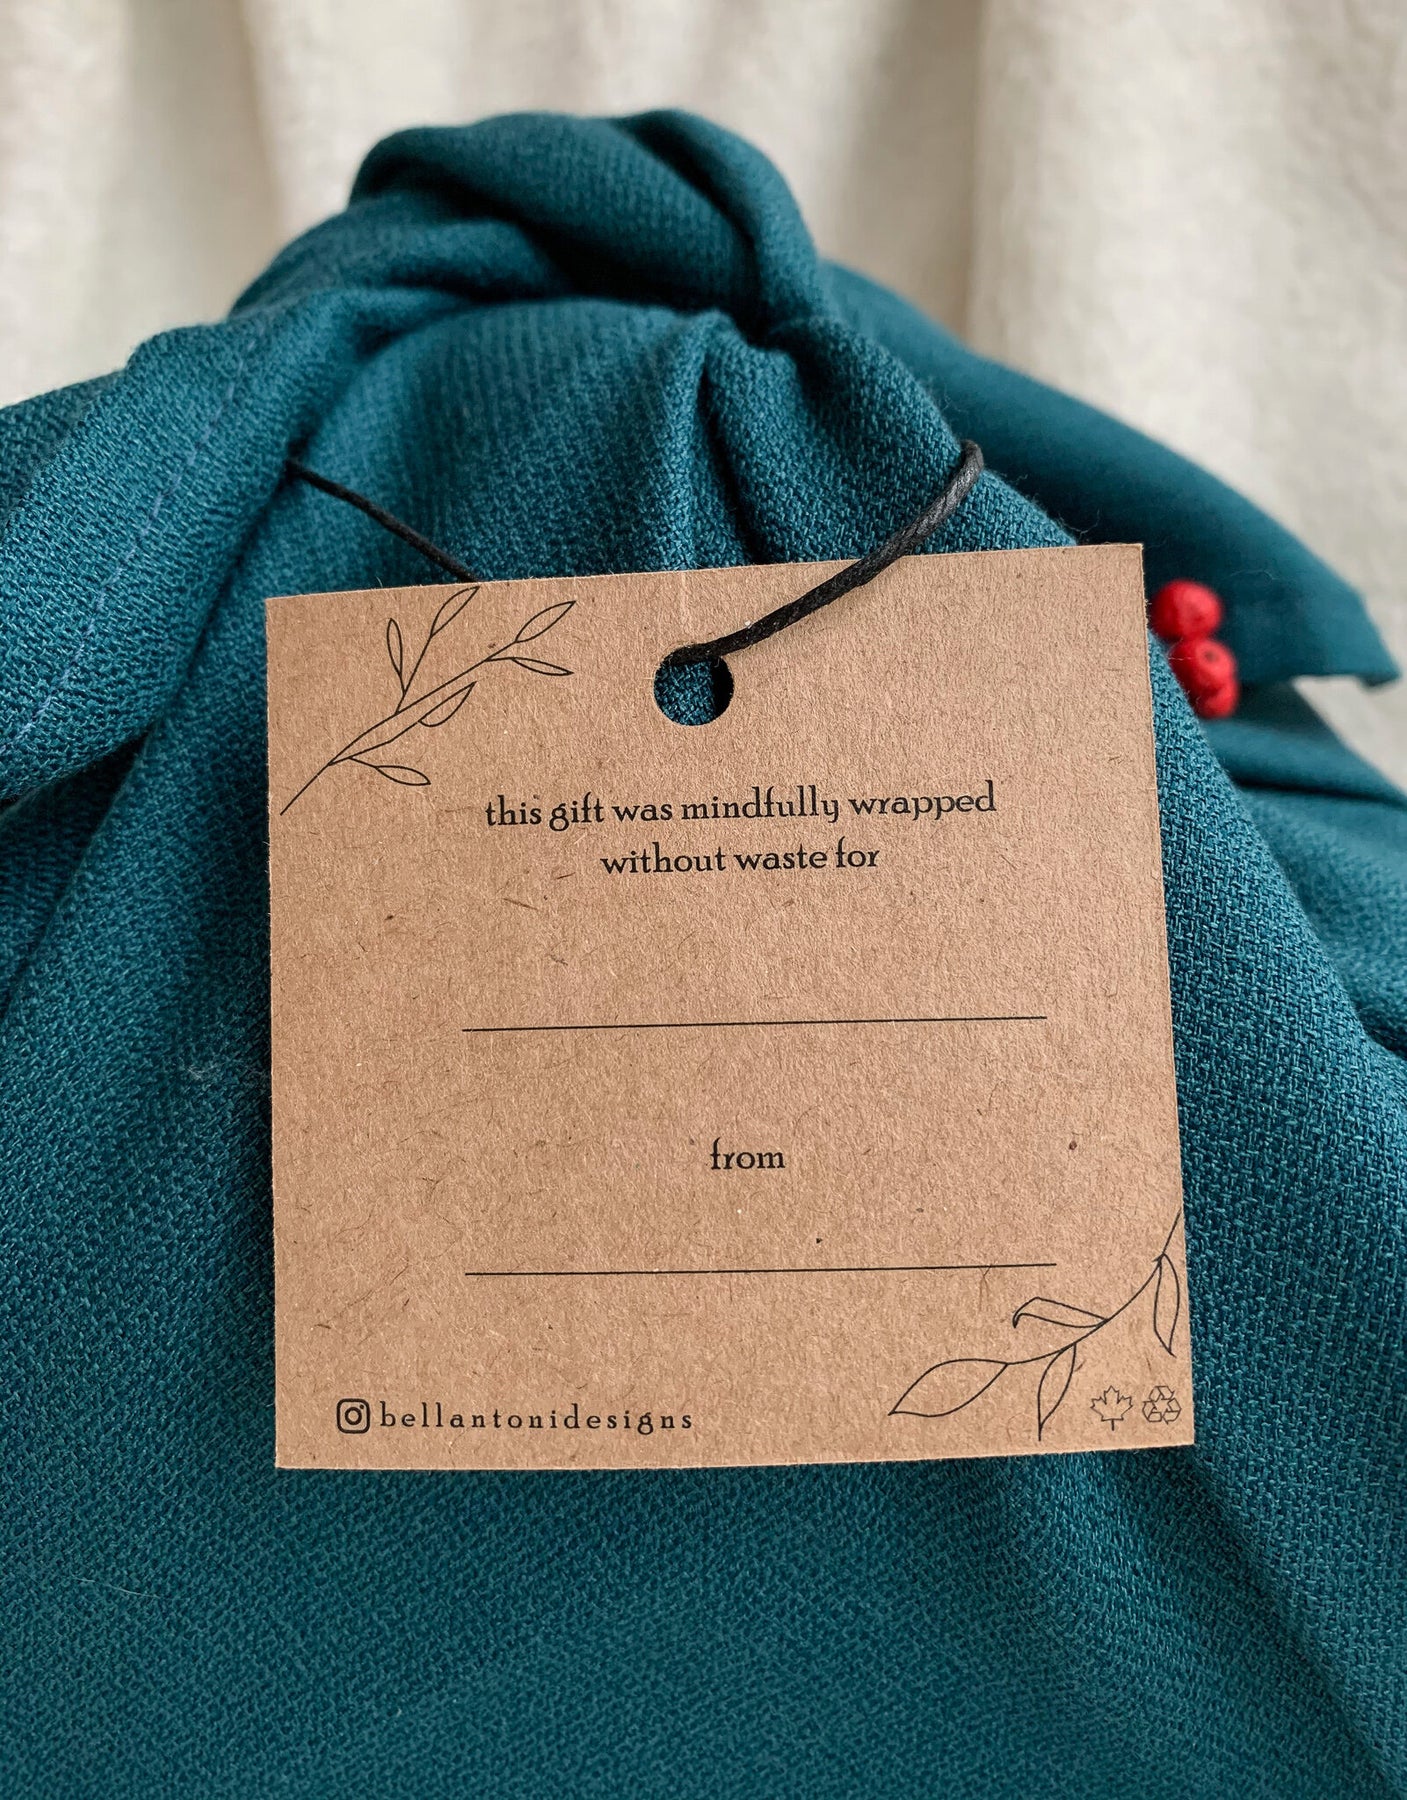 this gift was mindfully wrapped
without waste for
from
bellantonidesigns